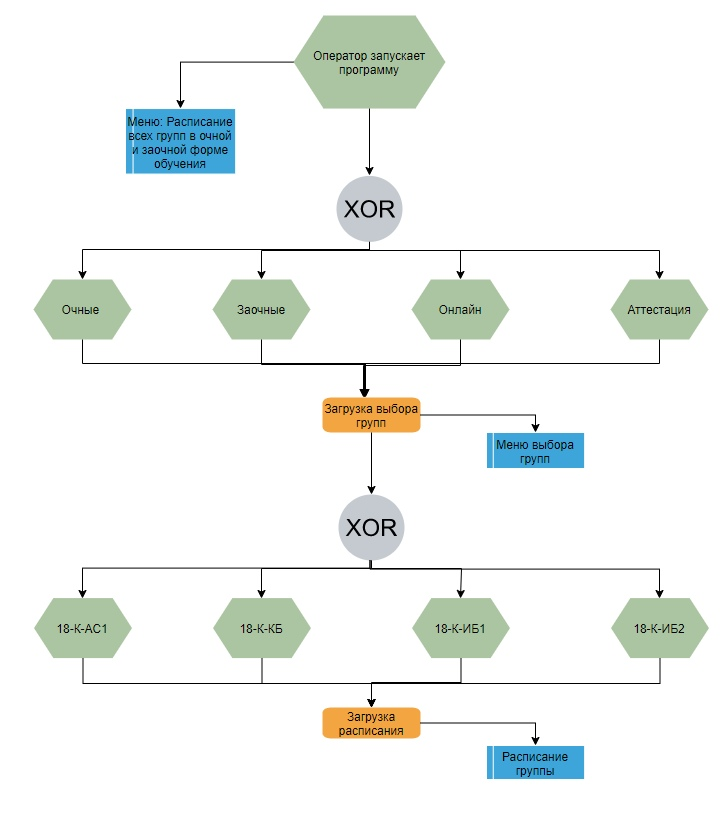 Оператор запускает
программу
Меню: Расписание
всех групп в очной
и заочной форме
обучения
XOR
Очные
Заочные
Онлайн
Аттестация
Загрузка выбора
групп
Меню выбора
групп
XOR
18-К-АС1
18-К-КБ
18-К-ИБ1
18-К-ИБ2
Загрузка
расписания
Расписание
группы